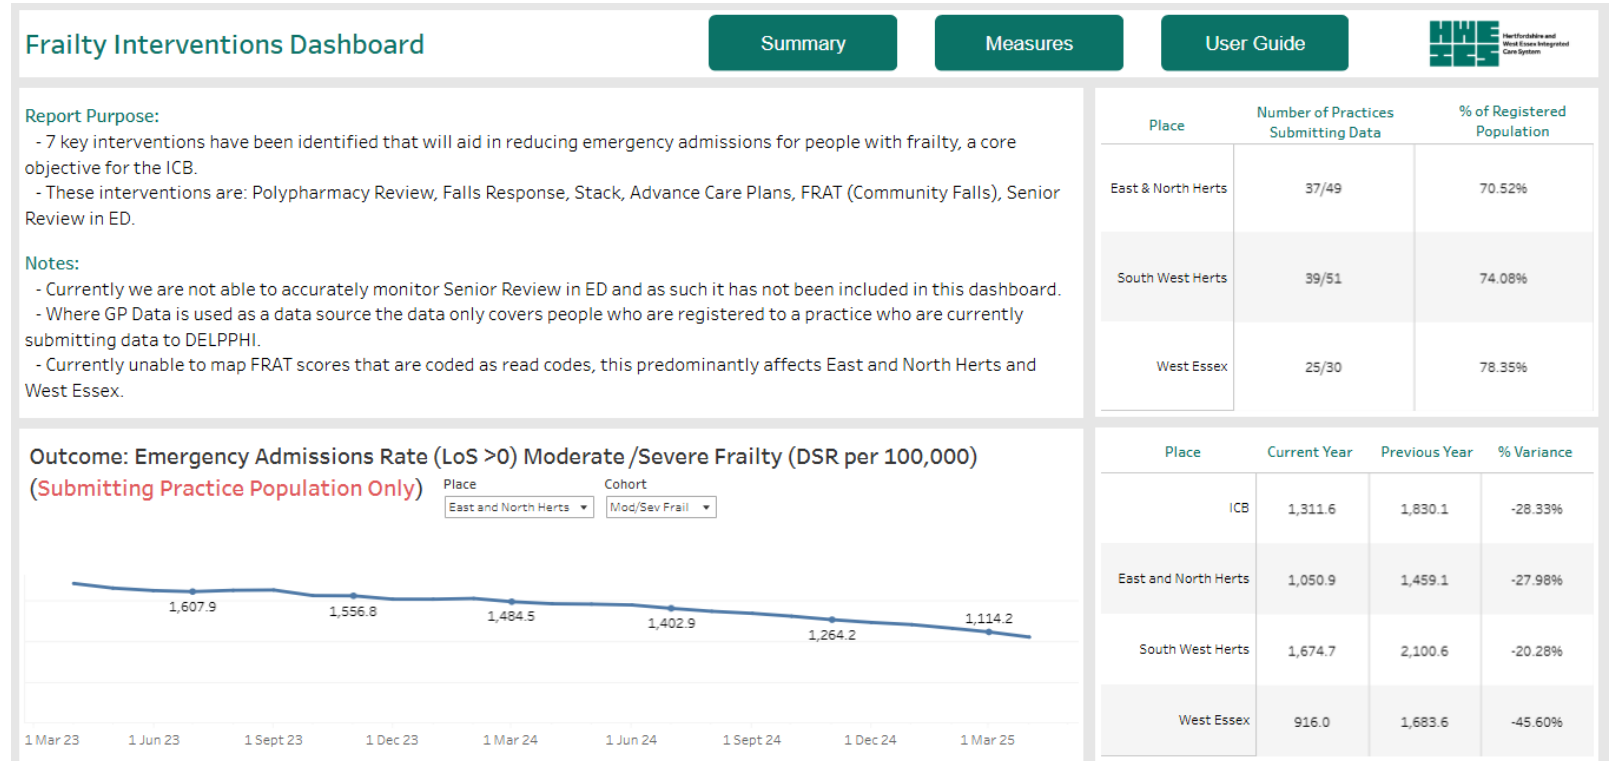 Frailty Interventions Dashboard
Summary
Measures
User Guide
HWE
ICS
Hertfordshire and
West Essex Integrated
Care System
Report Purpose:
- 7 key interventions have been identified that will aid in reducing emergency admissions for people with frailty, a core
objective for the ICB.
- These interventions are: Polypharmacy Review, Falls Response, Stack, Advance Care Plans, FRAT (Community Falls), Senior
Review in ED.
Notes:
- Currently we are not able to accurately monitor Senior Review in ED and as such it has not been included in this dashboard.
- Where GP Data is used as a data source the data only covers people who are registered to a practice who are currently
submitting data to DELPPHI.
- Currently unable to map FRAT scores that are coded as read codes, this predominantly affects East and North Herts and
West Essex.
Place Number of Practices Submitting Data % of Registered Population
East & North Herts 37/49 70.52%
South West Herts 39/51 74.08%
West Essex 25/30 78.35%
Outcome: Emergency Admissions Rate (LoS >0) Moderate /Severe Frailty (DSR per 100,000)
(Submitting Practice Population Only)
Place
East and North Herts
Cohort
Mod/Sev Frail
1,607.9
1,556.8
1,484.5
1,402.9
1,264.2
1,114.2
1 Mar 23 1 Jun 23 1 Sept 23 1 Dec 23 1 Mar 24 1 Jun 24 1 Sept 24 1 Dec 24 1 Mar 25
Place Current Year Previous Year % Variance
ICB 1,311.6 1,830.1 -28.33%
East and North Herts 1,050.9 1,459.1 -27.98%
South West Herts 1,674.7 2,100.6 -20.28%
West Essex 916.0 1,683.6 -45.60%